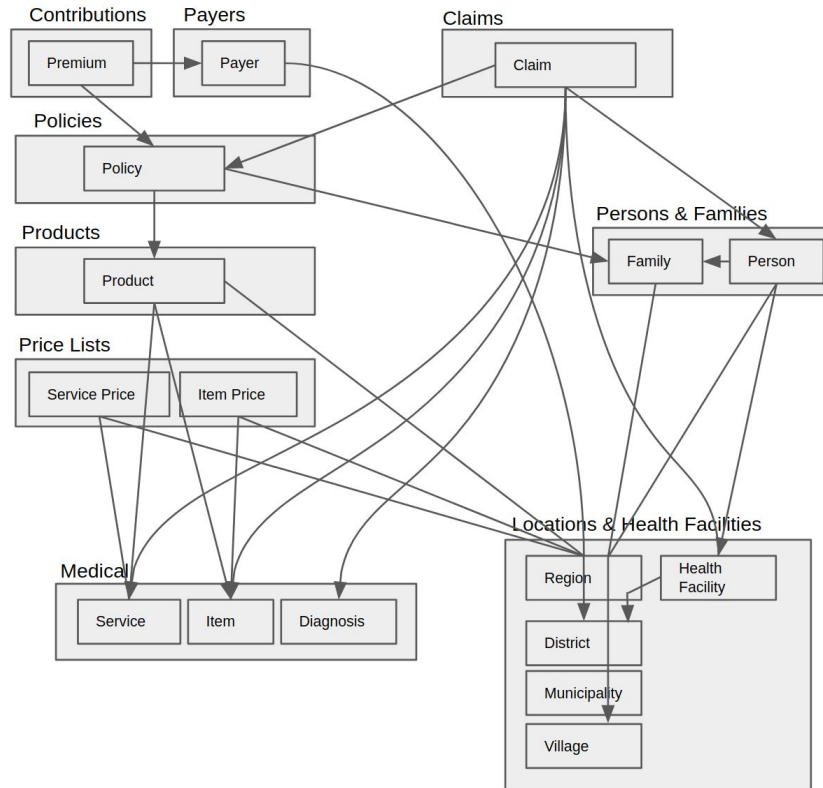 Contributions
Payers
Claims
Premium
Payer
Claim
Policies
Policy
Persons & Families
Products
Family
Person
Product
Price Lists
Service Price
Item Price
Locations & Health Facilities
Medical
Region
Health
Facility
Service
Item
Diagnosis
District
Municipality
Village